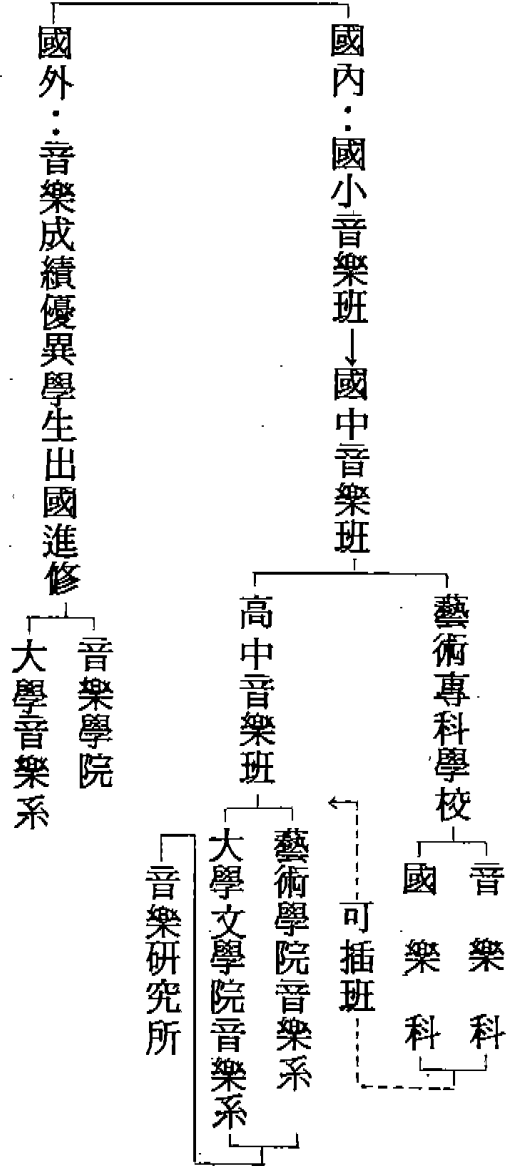 國內：國小音樂班→國中音樂班
藝術專科學校
音樂科
國樂科
可插班
高中音樂班
藝術學院音樂系
大學文學院音樂系
音樂研究所
國外：音樂成績優異學生出國進修
音樂學院
大學音樂系